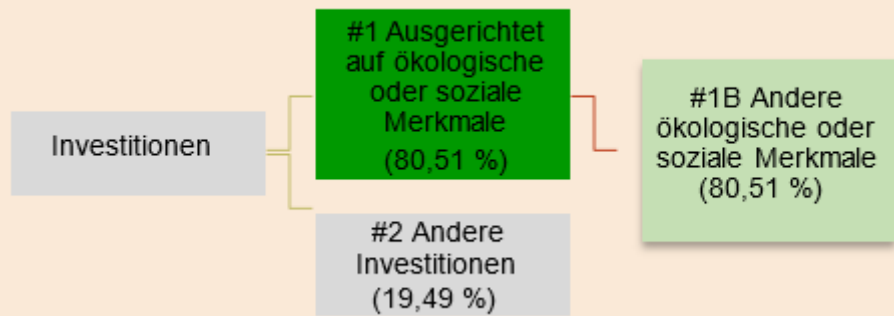 Investitionen
#1 Ausgerichtet
auf ökologische
oder soziale
Merkmale
(80,51 %)
#2 Andere
Investitionen
(19,49 %)
#1B Andere
ökologische oder
soziale Merkmale
(80,51 %)